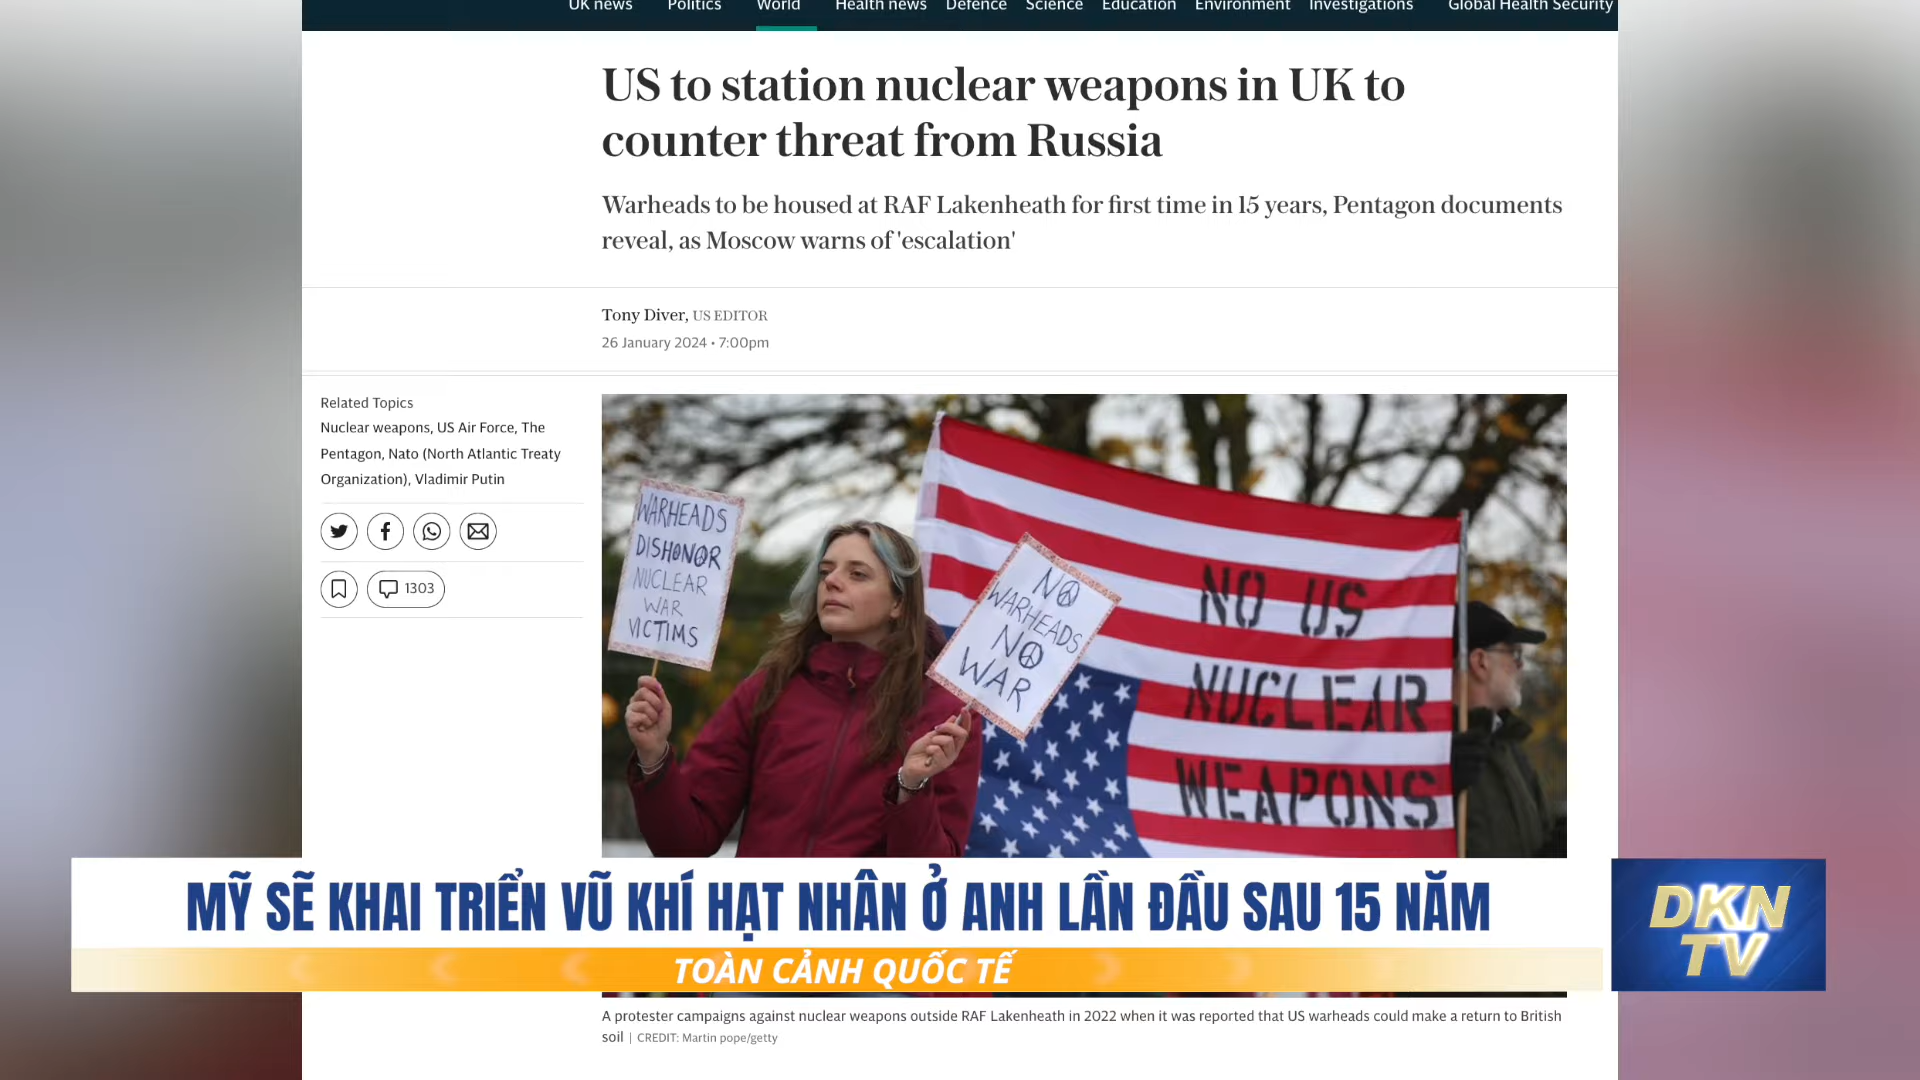 UK news Politics World Health news Defence Science Education Environment Investigations Global Health Security
US to station nuclear weapons in UK to
counter threat from Russia
Warheads to be housed at RAF Lakenheath for first time in 15 years, Pentagon documents
reveal, as Moscow warns of 'escalation'
Tony Diver, US EDITOR
26 January 2024 • 7:00pm
Related Topics
Nuclear weapons, US Air Force, The
Pentagon, Nato (North Atlantic Treaty
Organization), Vladimir Putin
1303
WARHEADS
DISHONOR
NUCLEAR
WAR
VICTIMS
NO
WARHEADS
NO
WAR
NO US
NUCLEAR
WEAPONS
MỸ SẼ KHAI TRIỂN VŨ KHÍ HẠT NHÂN Ở ANH LẦN ĐẦU SAU 15 NĂM
TOÀN CẢNH QUỐC TẾ
DKN
TV
A protester campaigns against nuclear weapons outside RAF Lakenheath in 2022 when it was reported that US warheads could make a return to British
soil | CREDIT: Martin pope/getty